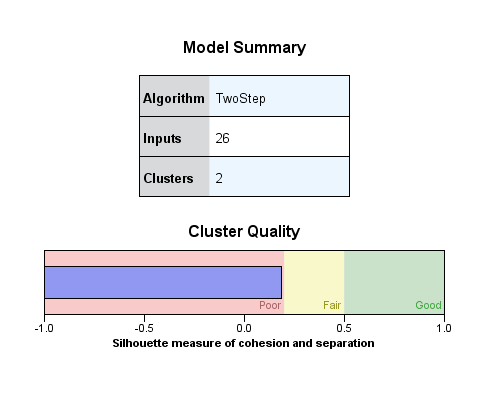 Model Summary
Algorithm TwoStep
Inputs 26
Clusters 2
Cluster Quality
Poor Fair Good
-1.0 -0.5 0.0 0.5 1.0
Silhouette measure of cohesion and separation